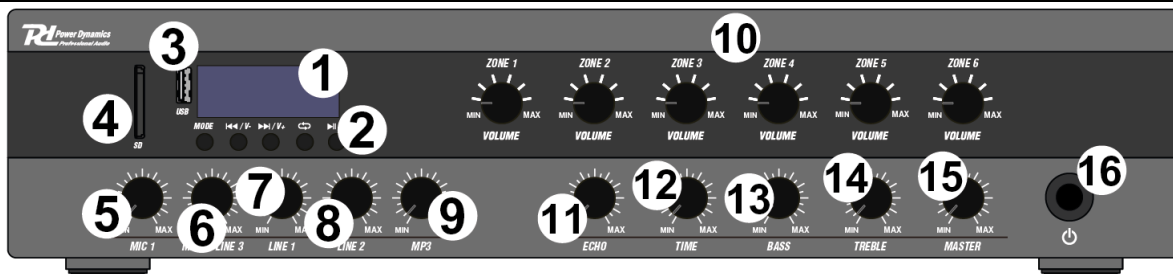 Power Dynamics
Professional Audio
3
1
10
ZONE 1 ZONE 2 ZONE 3 ZONE 4 ZONE 5 ZONE 6
4
USB
MIN MAX MIN MAX MIN MAX MIN MAX MIN MAX MIN MAX
MODE /V- /V+ 2
SD
VOLUME VOLUME VOLUME VOLUME VOLUME VOLUME
5 6 7 8 9 11 12 13 14 15 16
MIN MAX MAX MIN MAX MIN MAX MIN MAX MIN MAX MIN MAX MIN MAX
MIC 1 LINE 3 LINE 1 LINE 2 MP3 ECHO TIME BASS TREBLE MASTER